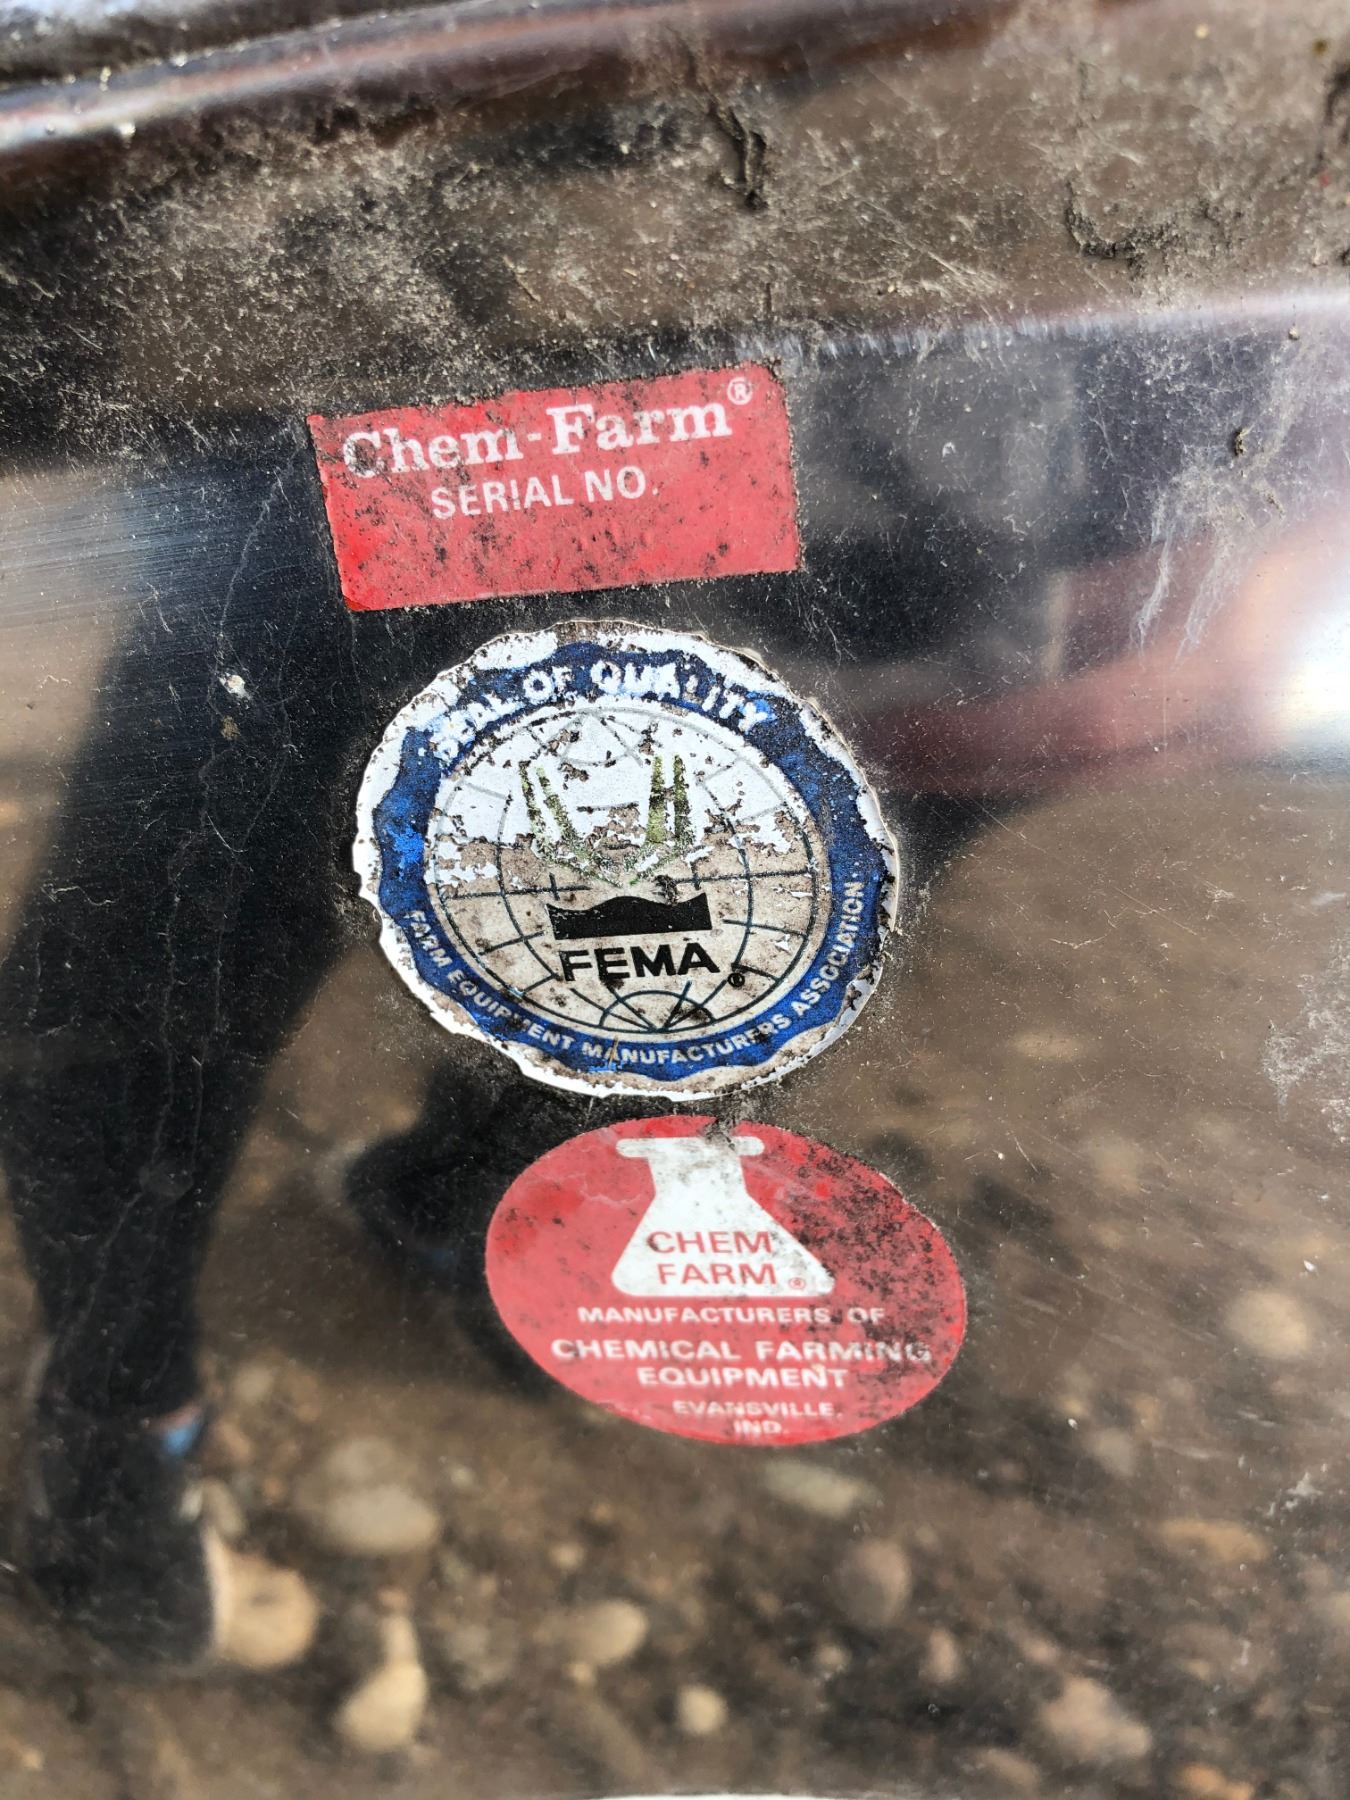 Chem-Farm®
SERIAL NO.
SEAL OF QUALITY
FEMA®
FARM EQUIPMENT MANUFACTURERS ASSOCIATION
CHEM
FARM®
MANUFACTURERS OF
CHEMICAL FARMING
EQUIPMENT
EVANSVILLE,
IND.